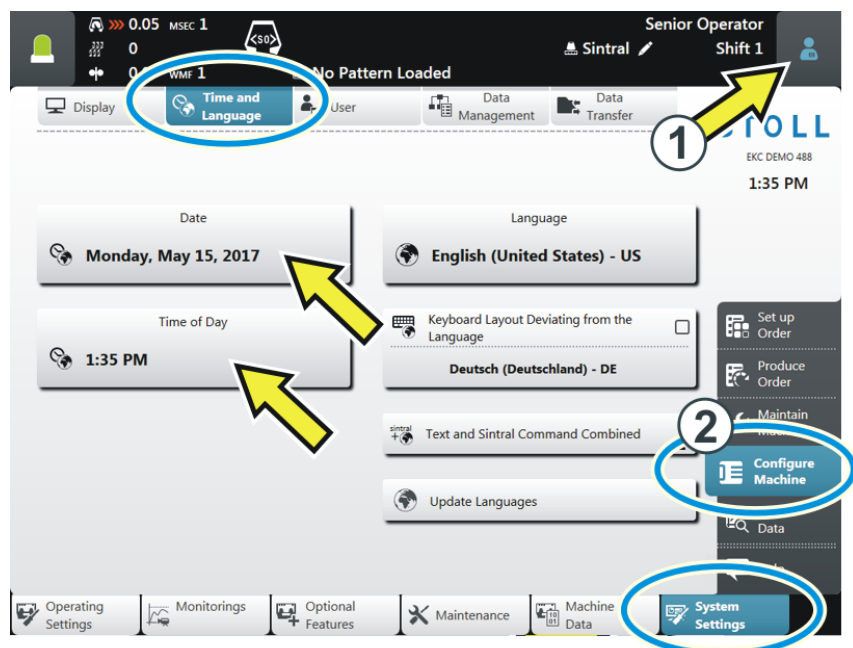 0.05 MSEC 1
<SO>
Senior Operator
0
Sintral
Shift 1
WMF 1
No Pattern Loaded
Display
Time and
Language
User
Data
Management
Data
Transfer
1
OLL
EKC DEMO 488
1:35 PM
Date
Monday, May 15, 2017
Language
English (United States) - US
Time of Day
1:35 PM
Keyboard Layout Deviating from the
Language
Deutsch (Deutschland) - DE
sintral
Text and Sintral Command Combined
Update Languages
Set up
Order
Produce
Order
Maintain
2
Configure
Machine
Data
Operating
Settings
Monitorings
Optional
Features
Maintenance
Machine
Data
System
Settings